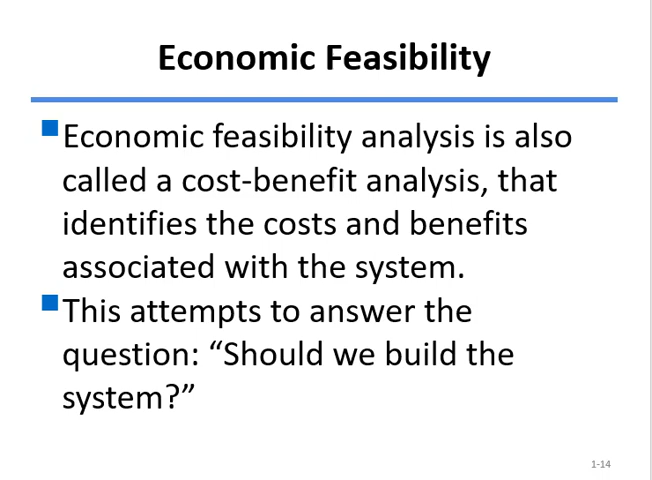 Economic Feasibility
Economic feasibility analysis is also
called a cost-benefit analysis, that
identifies the costs and benefits
associated with the system.
This attempts to answer the
question: “Should we build the
system?”
1-14